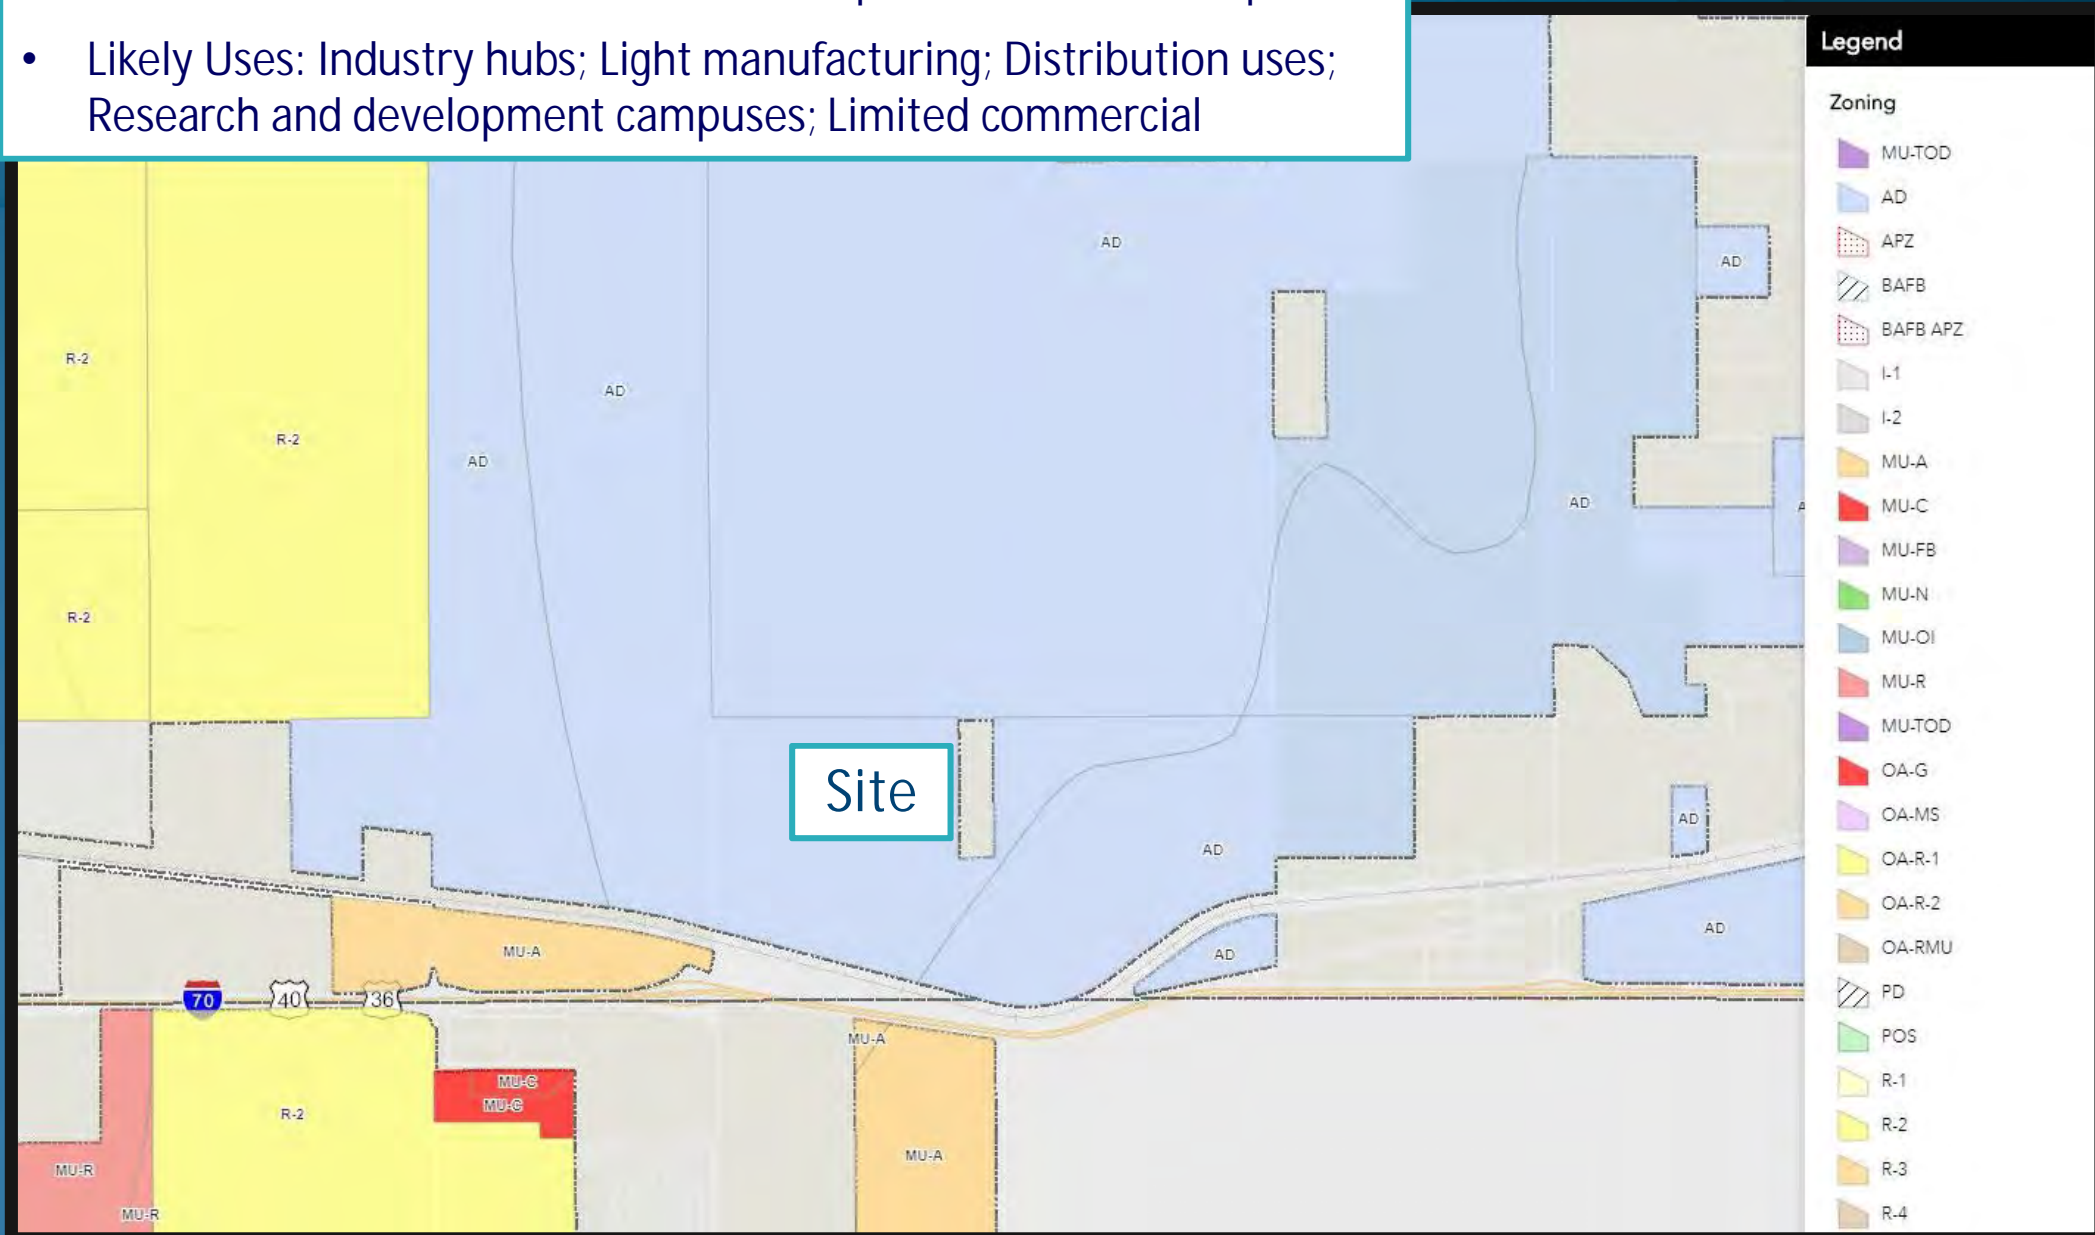 • Likely Uses: Industry hubs; Light manufacturing; Distribution uses;
Research and development campuses; Limited commercial
Legend
Zoning
MU-TOD
AD
APZ
BAFB
BAFB APZ
I-1
I-2
MU-A
MU-C
MU-FB
MU-N
MU-OI
MU-R
MU-TOD
OA-G
OA-MS
OA-R-1
OA-R-2
OA-RMU
PD
POS
R-1
R-2
R-3
R-4
AD
AD
R-2
AD
R-2
AD
AD
R-2
Site
AD
AD
AD
AD
MU-A
70
40
36
MU-A
MU-C
MU-C
R-2
MU-A
MU-R
MU-R